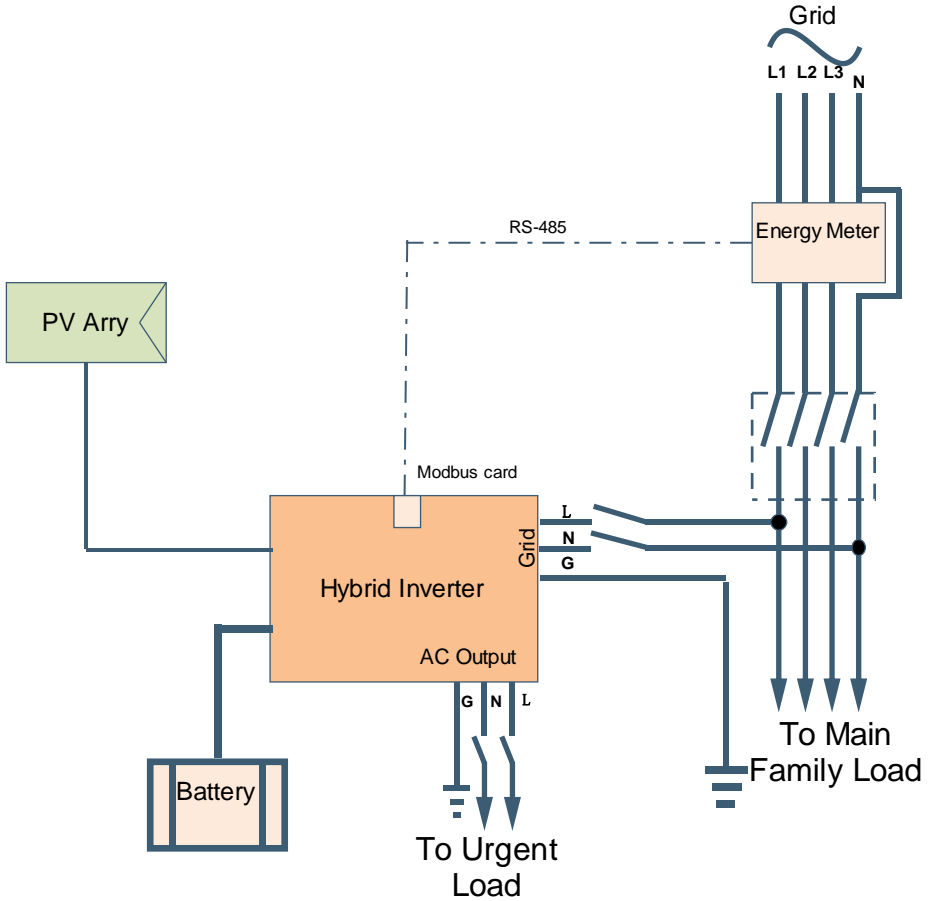 Grid
L1 L2 L3 N
Energy Meter
RS-485
PV Arry
Modbus card
L
N
G
Grid
Hybrid Inverter
AC Output
G N L
Battery
To Main
Family Load
To Urgent
Load